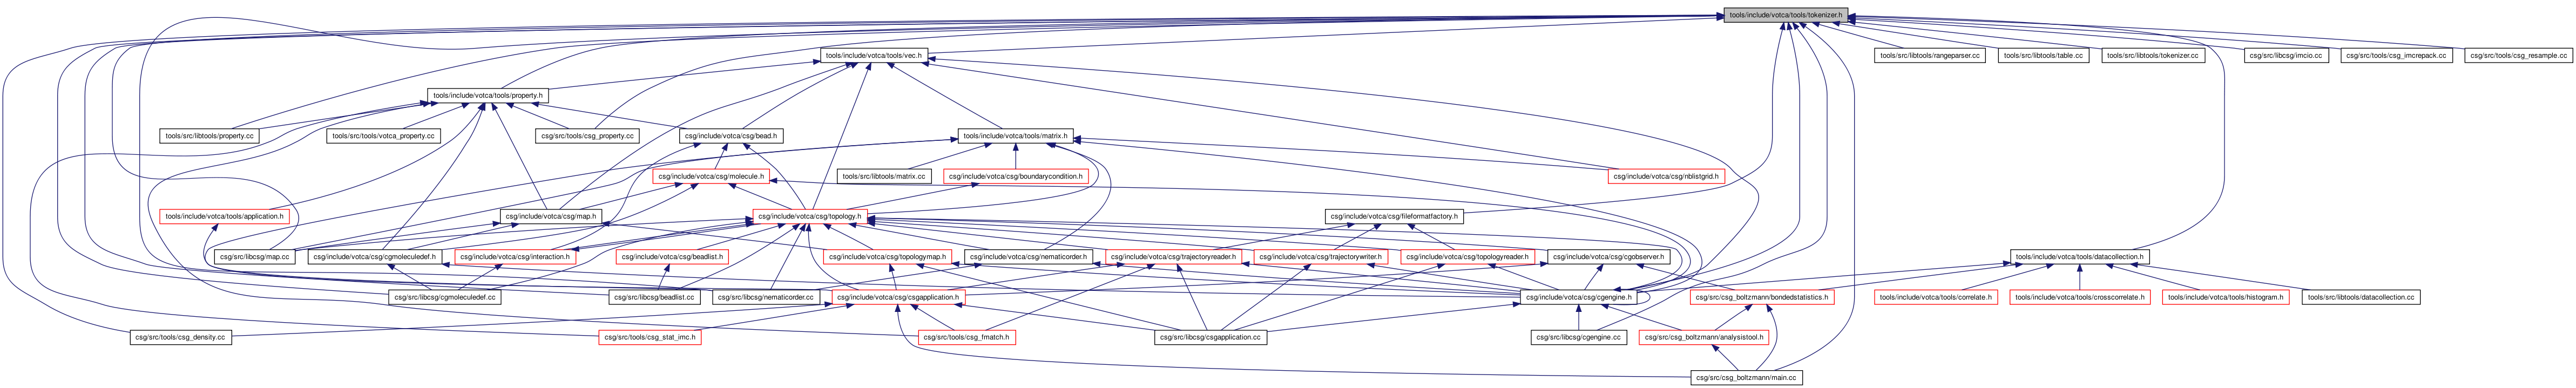 tools/include/votca/tools/tokenizer.h
tools/include/votca/tools/vec.h
tools/src/libtools/rangeparser.cc
tools/src/libtools/table.cc
tools/src/libtools/tokenizer.cc
csg/src/libcsg/imcio.cc
csg/src/tools/csg_imcrepack.cc
csg/src/tools/csg_resample.cc
tools/include/votca/tools/property.h
tools/src/libtools/property.cc
tools/src/tools/votca_property.cc
csg/src/tools/csg_property.cc
csg/include/votca/csg/bead.h
tools/include/votca/tools/matrix.h
csg/include/votca/csg/molecule.h
tools/src/libtools/matrix.cc
csg/include/votca/csg/boundarycondition.h
csg/include/votca/csg/nblistgrid.h
tools/include/votca/tools/application.h
csg/include/votca/csg/map.h
csg/include/votca/csg/topology.h
csg/include/votca/csg/fileformatfactory.h
csg/src/libcsg/map.cc
csg/include/votca/csg/cgmoleculedef.h
csg/include/votca/csg/interaction.h
csg/include/votca/csg/beadlist.h
csg/include/votca/csg/topologymap.h
csg/include/votca/csg/nematicorder.h
csg/include/votca/csg/trajectoryreader.h
csg/include/votca/csg/trajectorywriter.h
csg/include/votca/csg/topologyreader.h
csg/include/votca/csg/cgobserver.h
tools/include/votca/tools/datacollection.h
csg/src/libcsg/cgmoleculedef.cc
csg/src/libcsg/beadlist.cc
csg/src/libcsg/nematicorder.cc
csg/include/votca/csg/csgapplication.h
csg/include/votca/csg/cgengine.h
csg/src/csg_boltzmann/bondedstatistics.h
tools/include/votca/tools/correlate.h
tools/include/votca/tools/crosscorrelate.h
tools/include/votca/tools/histogram.h
tools/src/libtools/datacollection.cc
csg/src/tools/csg_density.cc
csg/src/tools/csg_stat_imc.h
csg/src/tools/csg_fmatch.h
csg/src/libcsg/csgapplication.cc
csg/src/libcsg/cgengine.cc
csg/src/csg_boltzmann/analysistool.h
csg/src/csg_boltzmann/main.cc